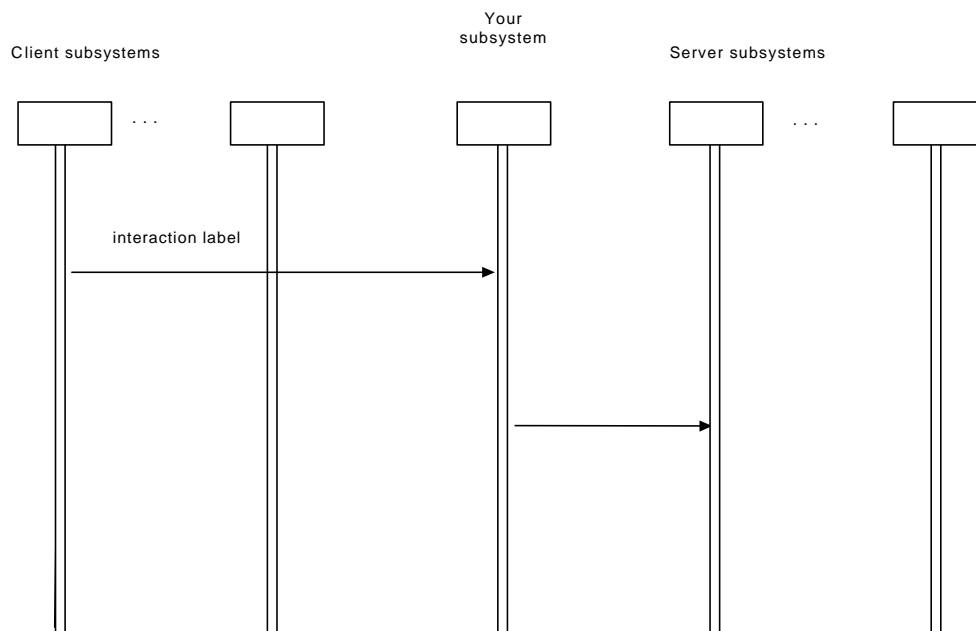 Your
subsystem
Client subsystems
Server subsystems
. . .
. . .
interaction label